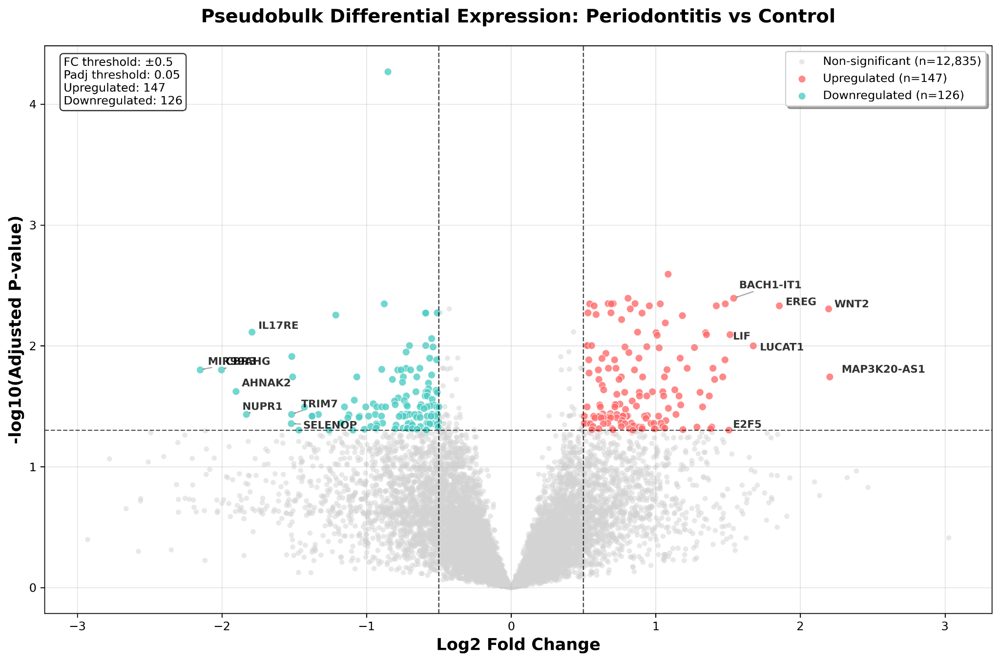 Pseudobulk Differential Expression: Periodontitis vs Control
FC threshold: ±0.5
Padj threshold: 0.05
Upregulated: 147
Downregulated: 126
Non-significant (n=12,835)
Upregulated (n=147)
Downregulated (n=126)
4
3
2
1
0
-log10(Adjusted P-value)
BACH1-IT1
EREG
WNT2
IL17RE
LIF
LUCAT1
MAP3K20-AS1
AHNAK2
NUPR1
TRIM7
SELENOP
E2F5
−3
−2
−1
0
1
2
3
Log2 Fold Change